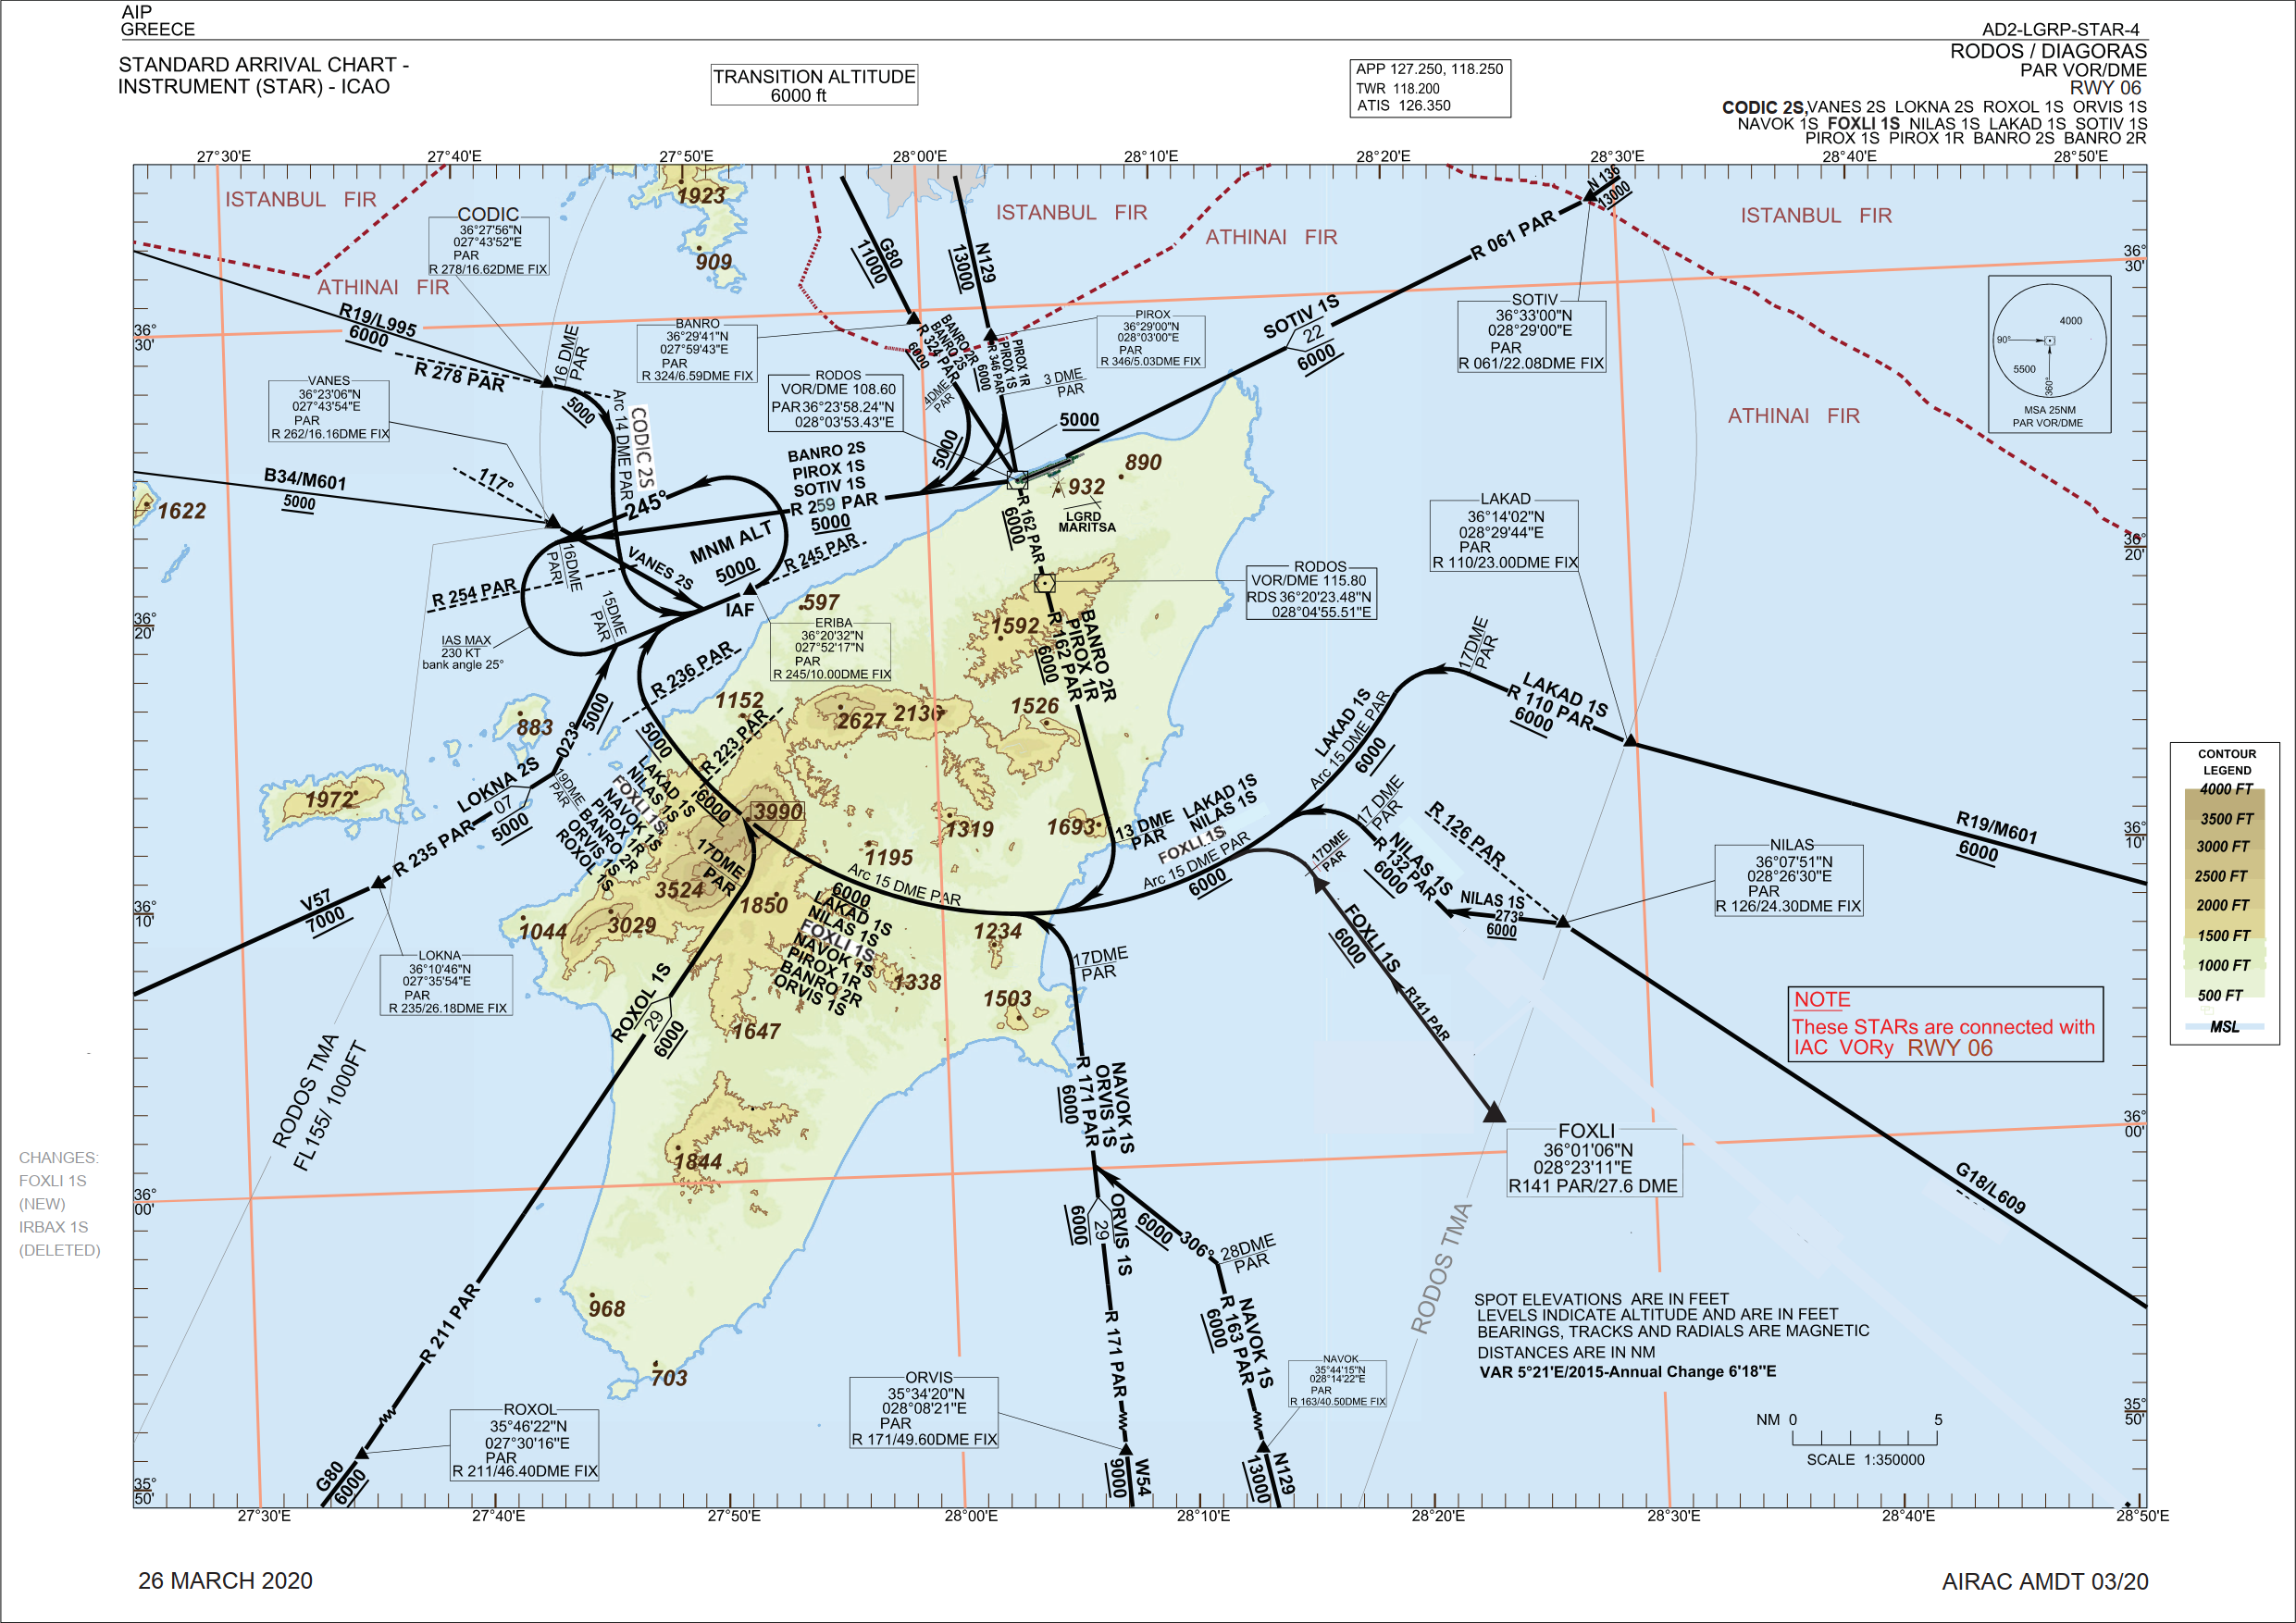 AIP
GREECE
AD2-LGRP-STAR-4
STANDARD ARRIVAL CHART -
INSTRUMENT (STAR) - ICAO
TRANSITION ALTITUDE
6000 ft
APP 127.250, 118.250
TWR 118.200
ATIS 126.350
RODOS / DIAGORAS
PAR VOR/DME
RWY 06
CODIC 2S,VANES 2S LOKNA 2S ROXOL 1S ORVIS 1S
NAVOK 1S FOXLI 1S NILAS 1S LAKAD 1S SOTIV 1S
PIROX 1S PIROX 1R BANRO 2S BANRO 2R
27°30'E 27°40'E 27°50'E 28°00'E 28°10'E 28°20'E 28°30'E 28°40'E 28°50'E
ISTANBUL FIR
ATHINAI FIR
ISTANBUL FIR
ATHINAI FIR
ISTANBUL FIR
ATHINAI FIR
1923
909
CODIC
36°27'56"N
027°43'52"E
PAR
R 278/16.62DME FIX
G80
11000
N129
13000
N 136
13000
R 061 PAR
SOTIV 1S
22
6000
SOTIV
36°33'00"N
028°29'00"E
PAR
R 061/22.08DME FIX
36°
30'
4000
90°
5500
360°
MSA 25NM
PAR VOR/DME
R19/L995
6000
R 278 PAR
16 DME
PAR
5000
36°
30'
BANRO
36°29'41"N
027°59'43"E
PAR
R 324/6.59DME FIX
BANRO 2R
BANRO 2S
R 324 PAR
6000
4DME
PAR
PIROX 1R
PIROX 1S
R 346 PAR
6000
3 DME
PAR
PIROX
36°29'00"N
028°03'00"E
PAR
R 346/5.03DME FIX
VANES
36°23'06"N
027°43'54"E
PAR
R 262/16.16DME FIX
RODOS
VOR/DME 108.60
PAR36°23'58.24"N
028°03'53.43"E
5000
5000
Arc 14 DME PAR
CODIC 2S
BANRO 2S
PIROX 1S
SOTIV 1S
R 259 PAR
5000
890
932
LGRD
MARITSA
B34/M601
5000
117°
245°
1622
MNM ALT
5000
R 245 PAR
VANES 2S
16DME
PAR
R 254 PAR
15DME
PAR
IAF
IAS MAX
230 KT
bank angle 25°
ERIBA
36°20'32"N
027°52'17"E
PAR
R 245/10.00DME FIX
597
R 162 PAR
6000
RODOS
VOR/DME 115.80
RDS36°20'23.48"N
028°04'55.51"E
1592
BANRO 2R
PIROX 1R
R 162 PAR
6000
LAKAD
36°14'02"N
028°29'44"E
PAR
R 110/23.00DME FIX
36°
20'
36°
20'
R 236 PAR
R 223 PAR
1152
2627
2136
1526
883
1972
023°
5000
LOKNA 2S
07
5000
R 235 PAR
19DME
PAR
V57
7000
LOKNA
36°10'46"N
027°35'54"E
PAR
R 235/26.18DME FIX
5000
6000
LAKAD 1S
NILAS 1S
FOXLI 1S
NAVOK 1S
PIROX 1R
BANRO 2R
ORVIS 1S
ROXOL 1S
3990
17DME
PAR
3524
3029
1044
1850
1195
1319
1693
Arc 15 DME PAR
6000
LAKAD 1S
NILAS 1S
FOXLI 1S
NAVOK 1S
PIROX 1R
BANRO 2R
ORVIS 1S
1338
1647
1234
1503
13 DME
PAR
LAKAD 1S
NILAS 1S
FOXLI 1S
Arc 15 DME PAR
6000
LAKAD 1S
Arc 15 DME PAR
6000
17DME
PAR
LAKAD 1S
R 110 PAR
6000
R19/M601
6000
17 DME
PAR
R 126 PAR
NILAS 1S
R 132 PAR
6000
NILAS 1S
273°
6000
NILAS
36°07'51"N
028°26'30"E
PAR
R 126/24.30DME FIX
36°
10'
36°
10'
17DME
PAR
FOXLI 1S
6000
R141 PAR
FOXLI
36°01'06"N
028°23'11"E
R141 PAR/27.6 DME
NOTE
These STARs are connected with
IAC VORy RWY 06
CONTOUR
LEGEND
4000 FT
3500 FT
3000 FT
2500 FT
2000 FT
1500 FT
1000 FT
500 FT
MSL
ROXOL 1S
29
6000
17DME
PAR
NAVOK 1S
ORVIS 1S
R 171 PAR
6000
RODOS TMA
FL155/ 1000FT
1844
36°
00'
36°
00'
CHANGES:
FOXLI 1S
(NEW)
IRBAX 1S
(DELETED)
ORVIS 1S
29
6000
6000
306°
28DME
PAR
G18/L609
RODOS TMA
968
703
R 211 PAR
R 171 PAR
NAVOK 1S
R 163 PAR
6000
NAVOK
35°44'15"N
028°14'22"E
PAR
R 163/40.50DME FIX
ORVIS
35°34'20"N
028°08'21"E
PAR
R 171/49.60DME FIX
ROXOL
35°46'22"N
027°30'16"E
PAR
R 211/46.40DME FIX
G80
6000
W54
9000
N129
13000
SPOT ELEVATIONS ARE IN FEET
LEVELS INDICATE ALTITUDE AND ARE IN FEET
BEARINGS, TRACKS AND RADIALS ARE MAGNETIC
DISTANCES ARE IN NM
VAR 5°21'E/2015-Annual Change 6'18"E
NM 0 5
SCALE 1:350000
36°
50'
35°
50'
27°30'E 27°40'E 27°50'E 28°00'E 28°10'E 28°20'E 28°30'E 28°40'E 28°50'E
26 MARCH 2020
AIRAC AMDT 03/20